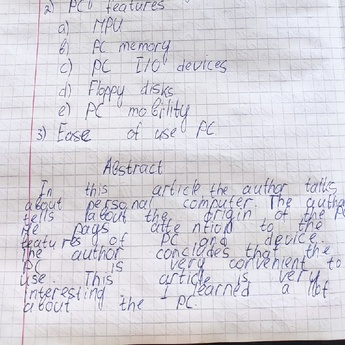 2) PC features
a) MPU
b) PC memory
c) PC I/O devices
d) Floppy disks
e) PC mobility
3) Ease of use PC
Abstract
In this article the author talks
about personal computer. The author
tells about the origin of the PC
He pays attention to the
features of PC and device.
The author concludes that the
PC is very convenient to
use. This article is very
interesting I learned a lot
about the PC